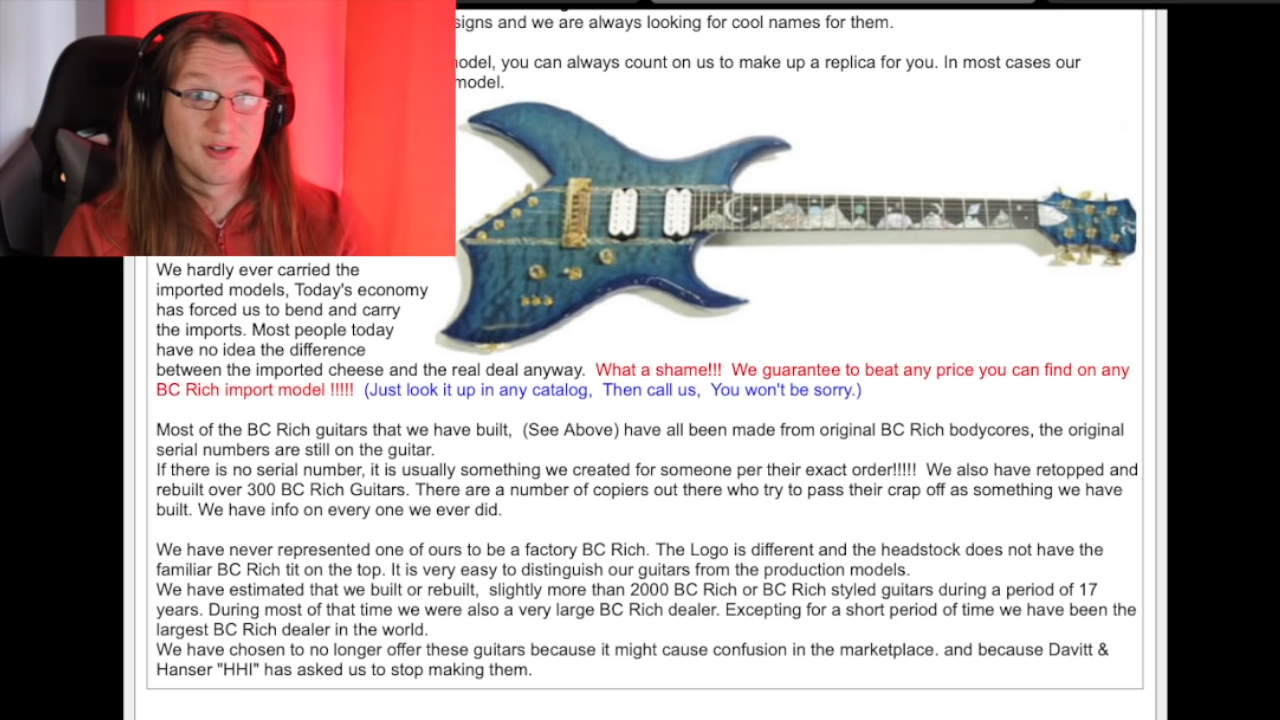 signs and we are always looking for cool names for them.
model, you can always count on us to make up a replica for you. In most cases our
model.
We hardly ever carried the
imported models, Today's economy
has forced us to bend and carry
the imports. Most people today
have no idea the difference
between the imported cheese and the real deal anyway.  What a shame!!!  We guarantee to beat any price you can find on any
BC Rich import model !!!!!  (Just look it up in any catalog,  Then call us,  You won't be sorry.)
Most of the BC Rich guitars that we have built,  (See Above) have all been made from original BC Rich bodycores, the original
serial numbers are still on the guitar.
If there is no serial number, it is usually something we created for someone per their exact order!!!!!  We also have retopped and
rebuilt over 300 BC Rich Guitars. There are a number of copiers out there who try to pass their crap off as something we have
built. We have info on every one we ever did.
We have never represented one of ours to be a factory BC Rich. The Logo is different and the headstock does not have the
familiar BC Rich tit on the top. It is very easy to distinguish our guitars from the production models.
We have estimated that we built or rebuilt,  slightly more than 2000 BC Rich or BC Rich styled guitars during a period of 17
years. During most of that time we were also a very large BC Rich dealer. Excepting for a short period of time we have been the
largest BC Rich dealer in the world.
We have chosen to no longer offer these guitars because it might cause confusion in the marketplace. and because Davitt &
Hanser "HHI" has asked us to stop making them.